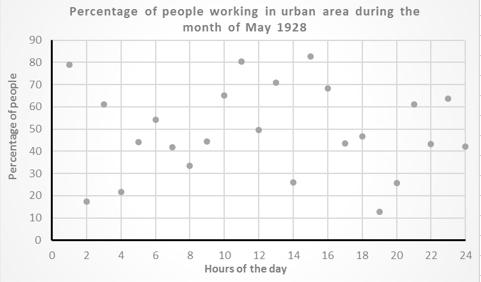 Percentage of people working in urban area during the
month of May 1928
90
80
70
60
50
40
30
20
10
0
Percentage of people
0 2 4 6 8 10 12 14 16 18 20 22 24
Hours of the day